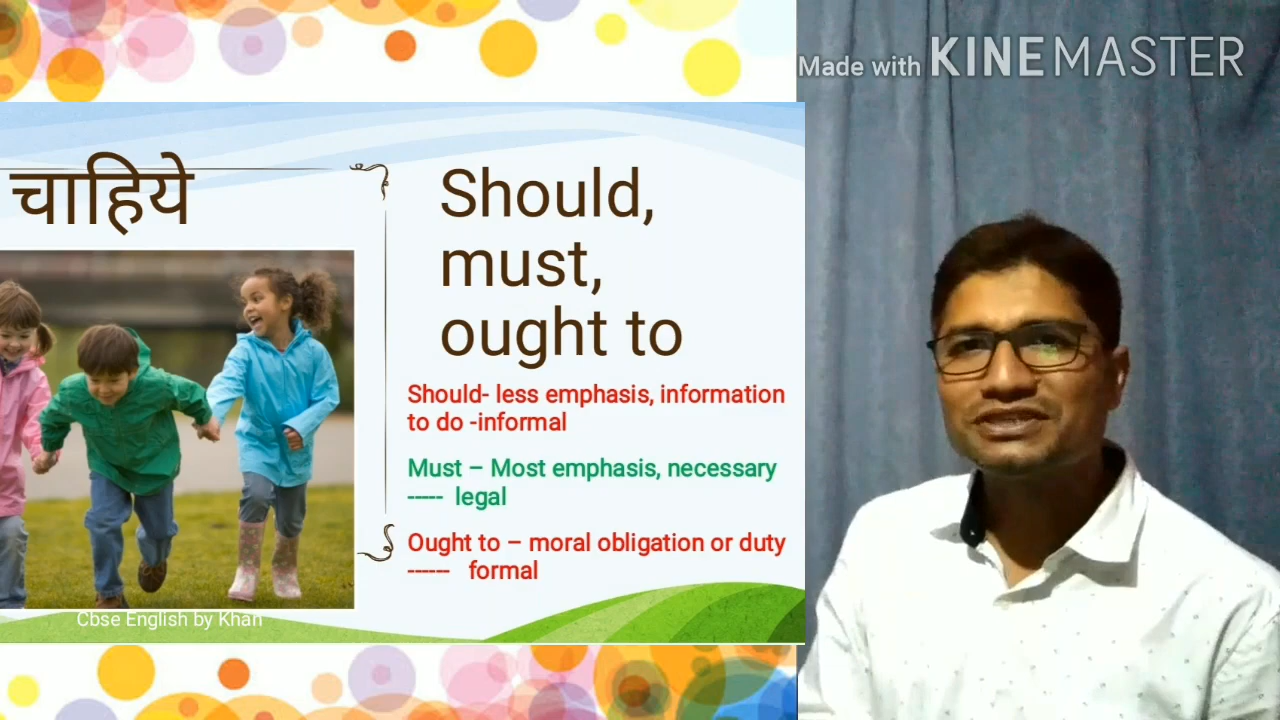 Made with KINEMASTER
चाहिये
Should,
must,
ought to
Should- less emphasis, information
to do -informal
Must – Most emphasis, necessary
----- legal
Ought to – moral obligation or duty
------ formal
Cbse English by Khan